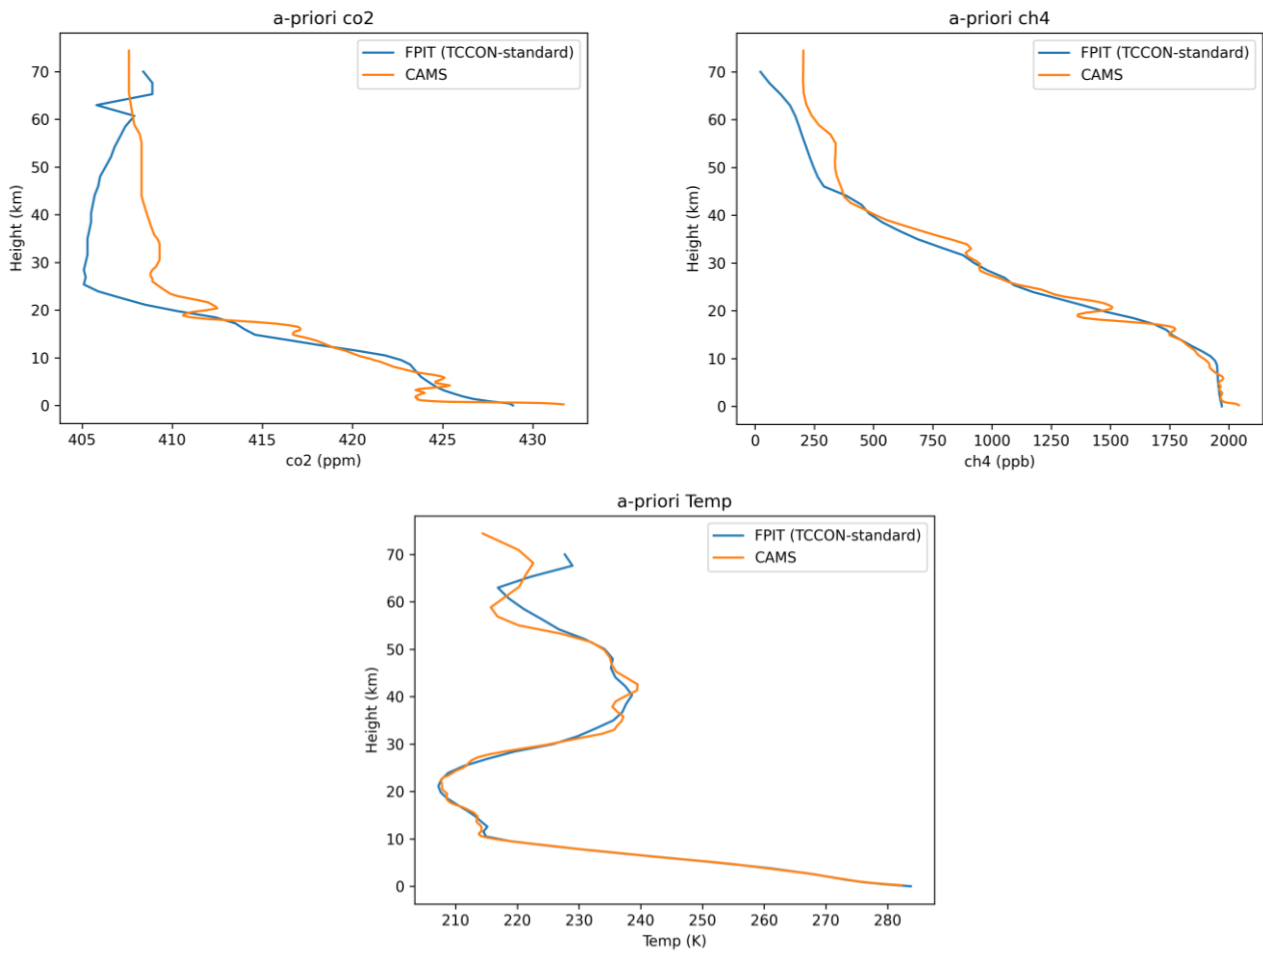 a-priori co2
FPIT (TCCON-standard)
CAMS
70
60
50
40
30
20
10
0
Height (km)
405 410 415 420 425 430
co2 (ppm)
a-priori ch4
FPIT (TCCON-standard)
CAMS
70
60
50
40
30
20
10
0
Height (km)
0 250 500 750 1000 1250 1500 1750 2000
ch4 (ppb)
a-priori Temp
FPIT (TCCON-standard)
CAMS
70
60
50
40
30
20
10
0
Height (km)
210 220 230 240 250 260 270 280
Temp (K)